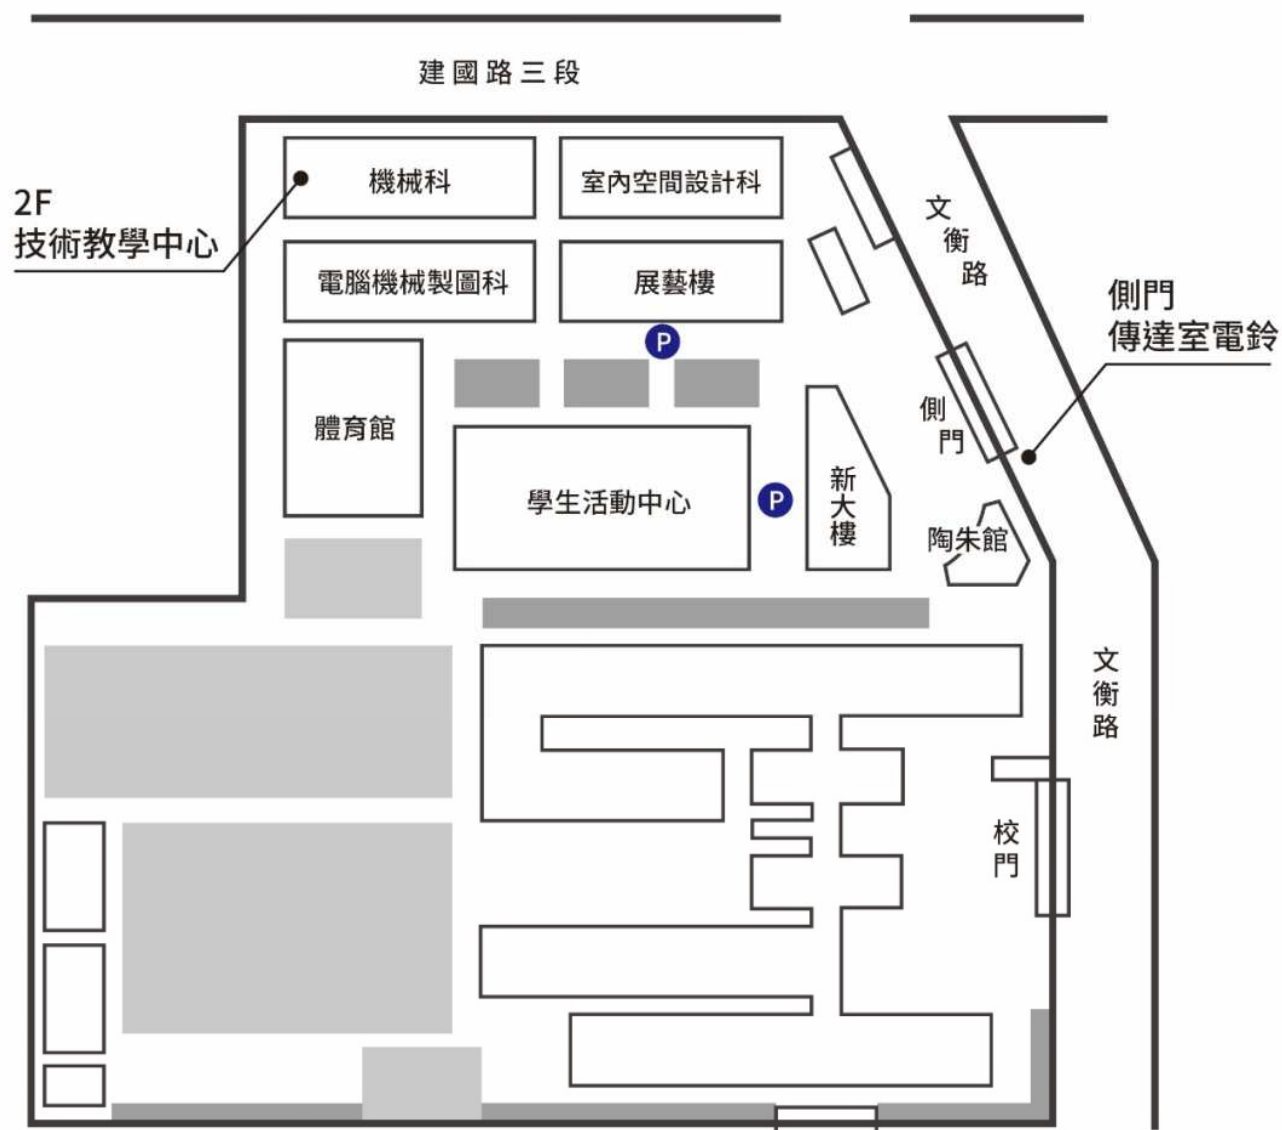 建國路三段
機械科
室內空間設計科
2F
技術教學中心
文衡路
電腦機械製圖科
展藝樓
側門
傳達室電鈴
P
體育館
側門
學生活動中心
P
新大樓
陶朱館
文衡路
校門